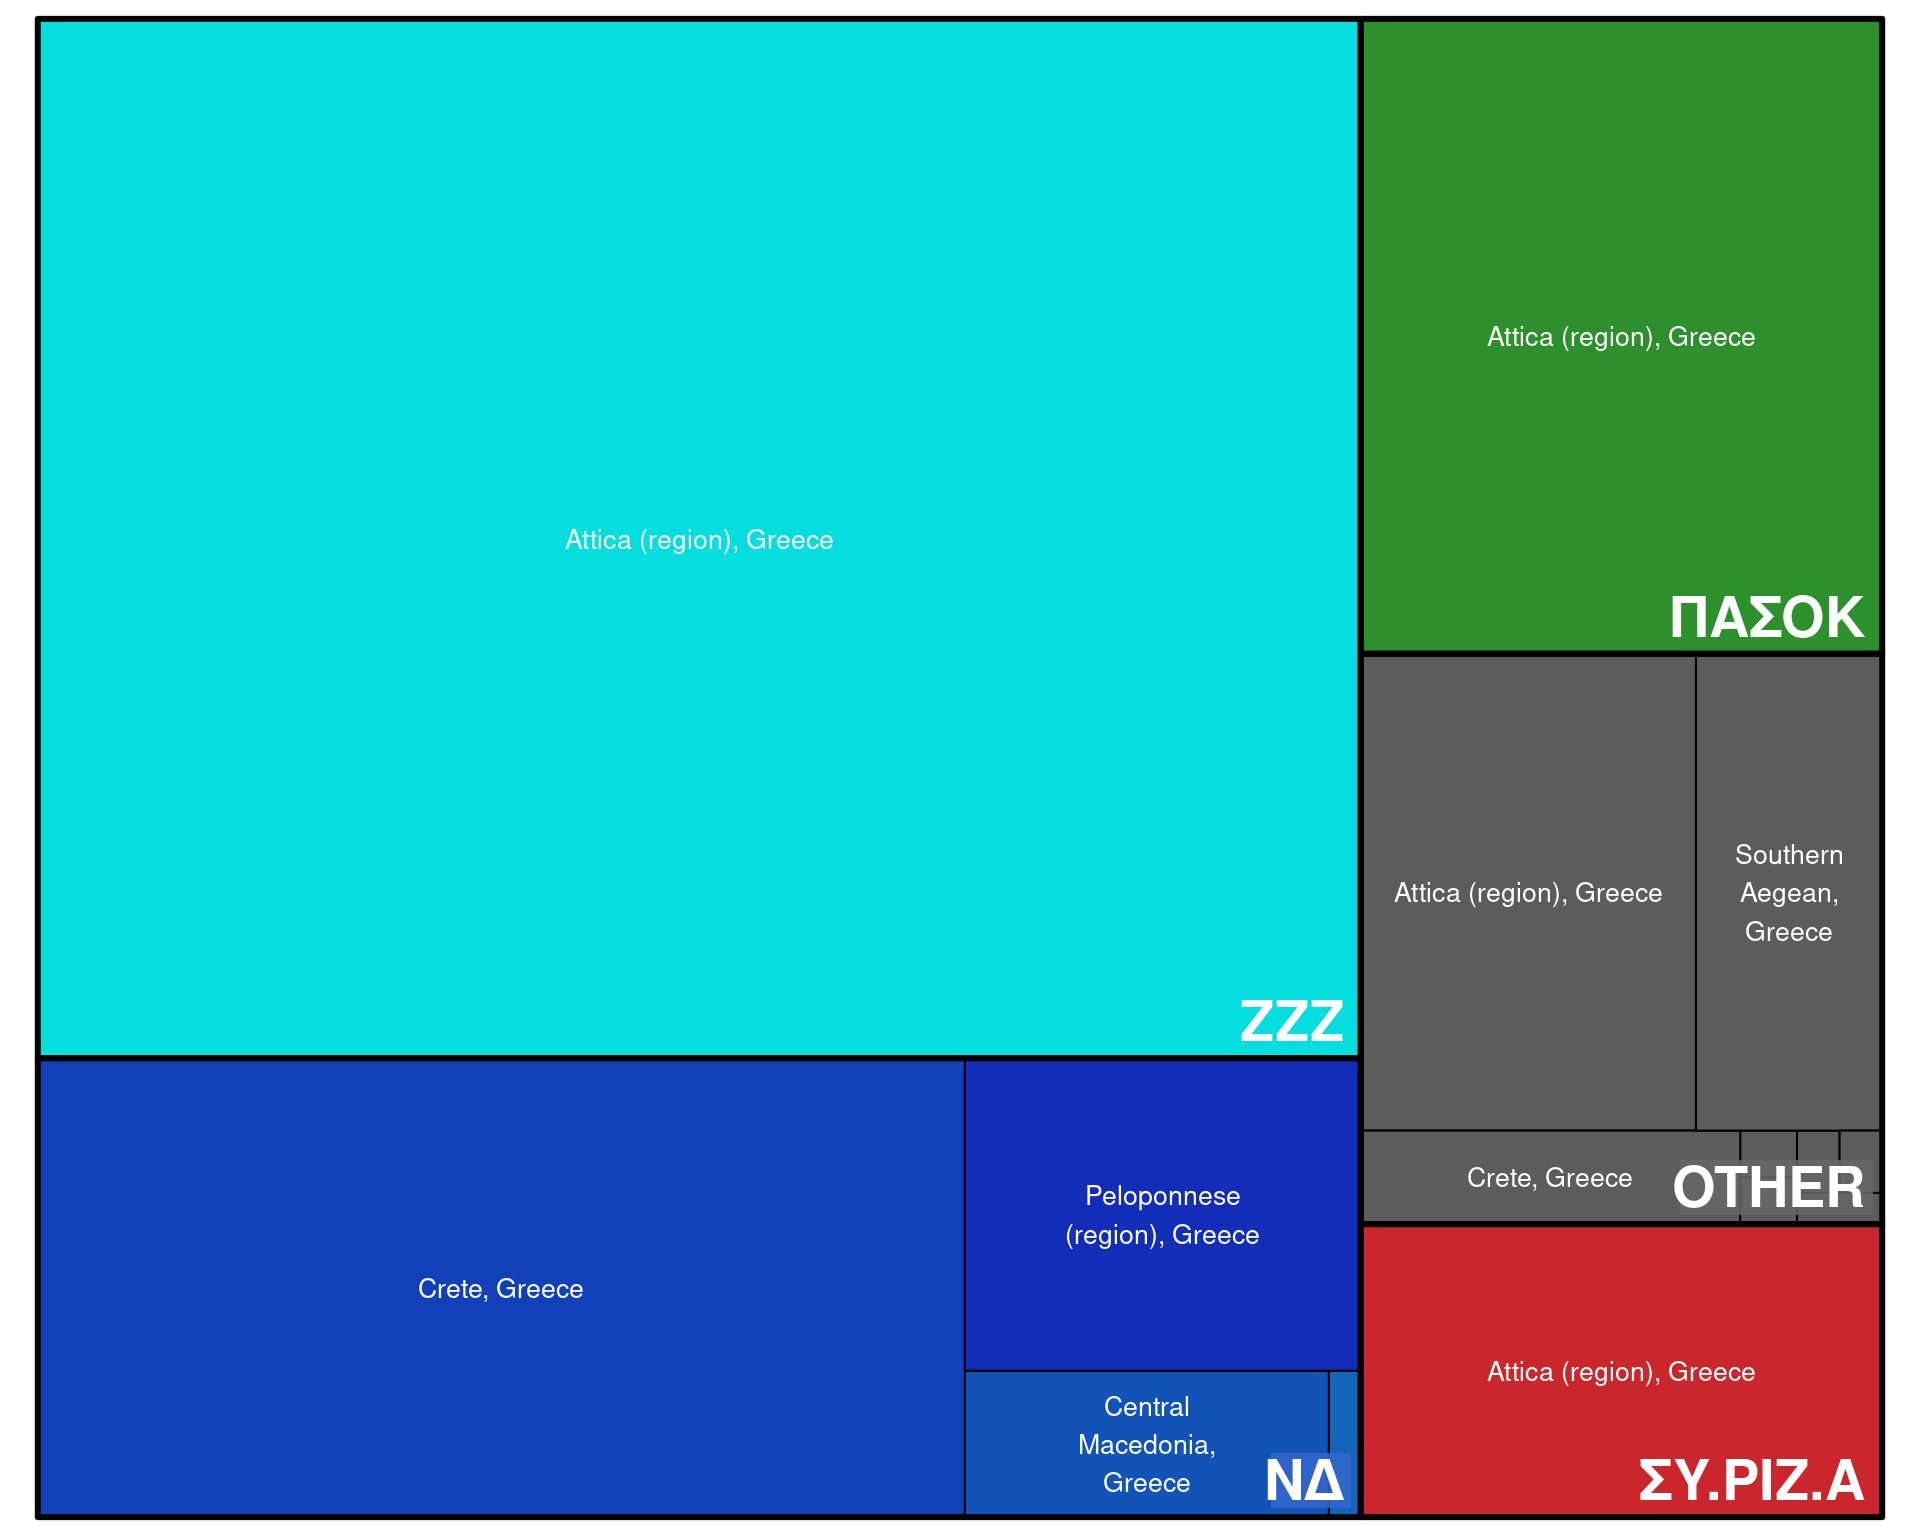 Attica (region), Greece
ZZZ
Attica (region), Greece
ΠΑΣΟΚ
Attica (region), Greece
Southern
Aegean,
Greece
Crete, Greece
OTHER
Crete, Greece
Peloponnese
(region), Greece
Central
Macedonia,
Greece
ΝΔ
Attica (region), Greece
ΣΥ.ΡΙΖ.Α